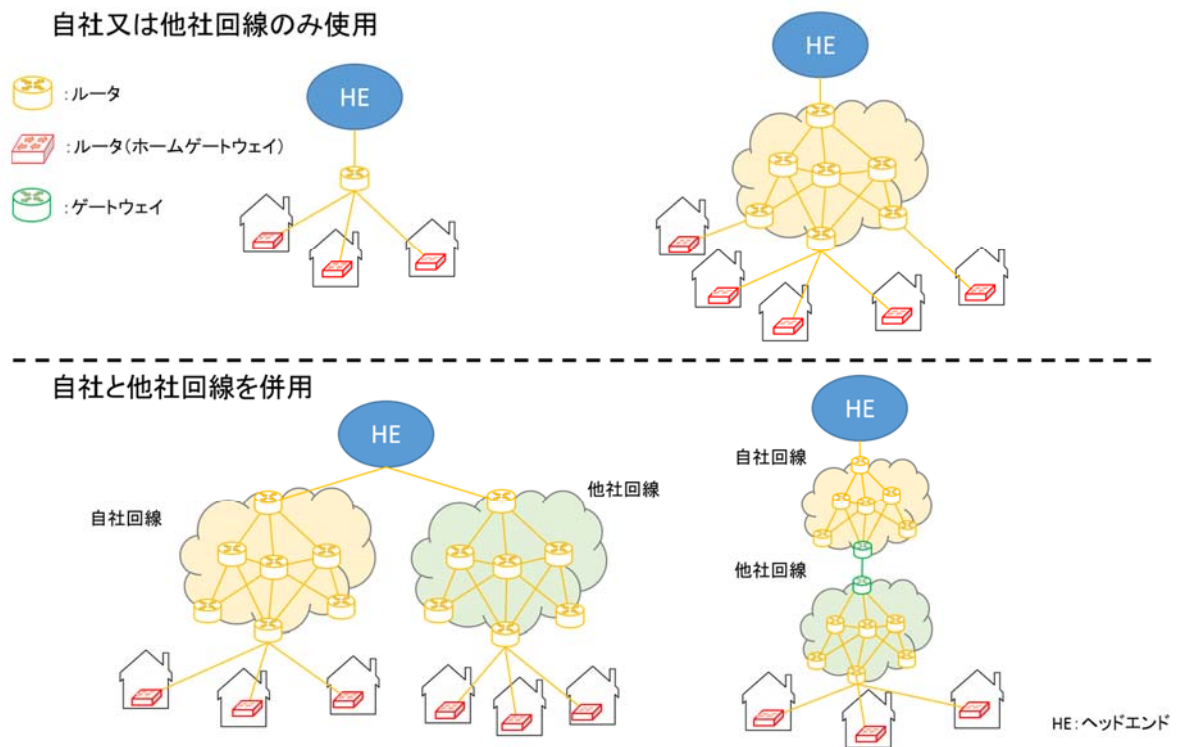 自社又は他社回線のみ使用
HE
HE
:ルータ
:ルータ(ホームゲートウェイ)
:ゲートウェイ
自社と他社回線を併用
HE
HE
自社回線
他社回線
自社回線
他社回線
HE:ヘッドエンド